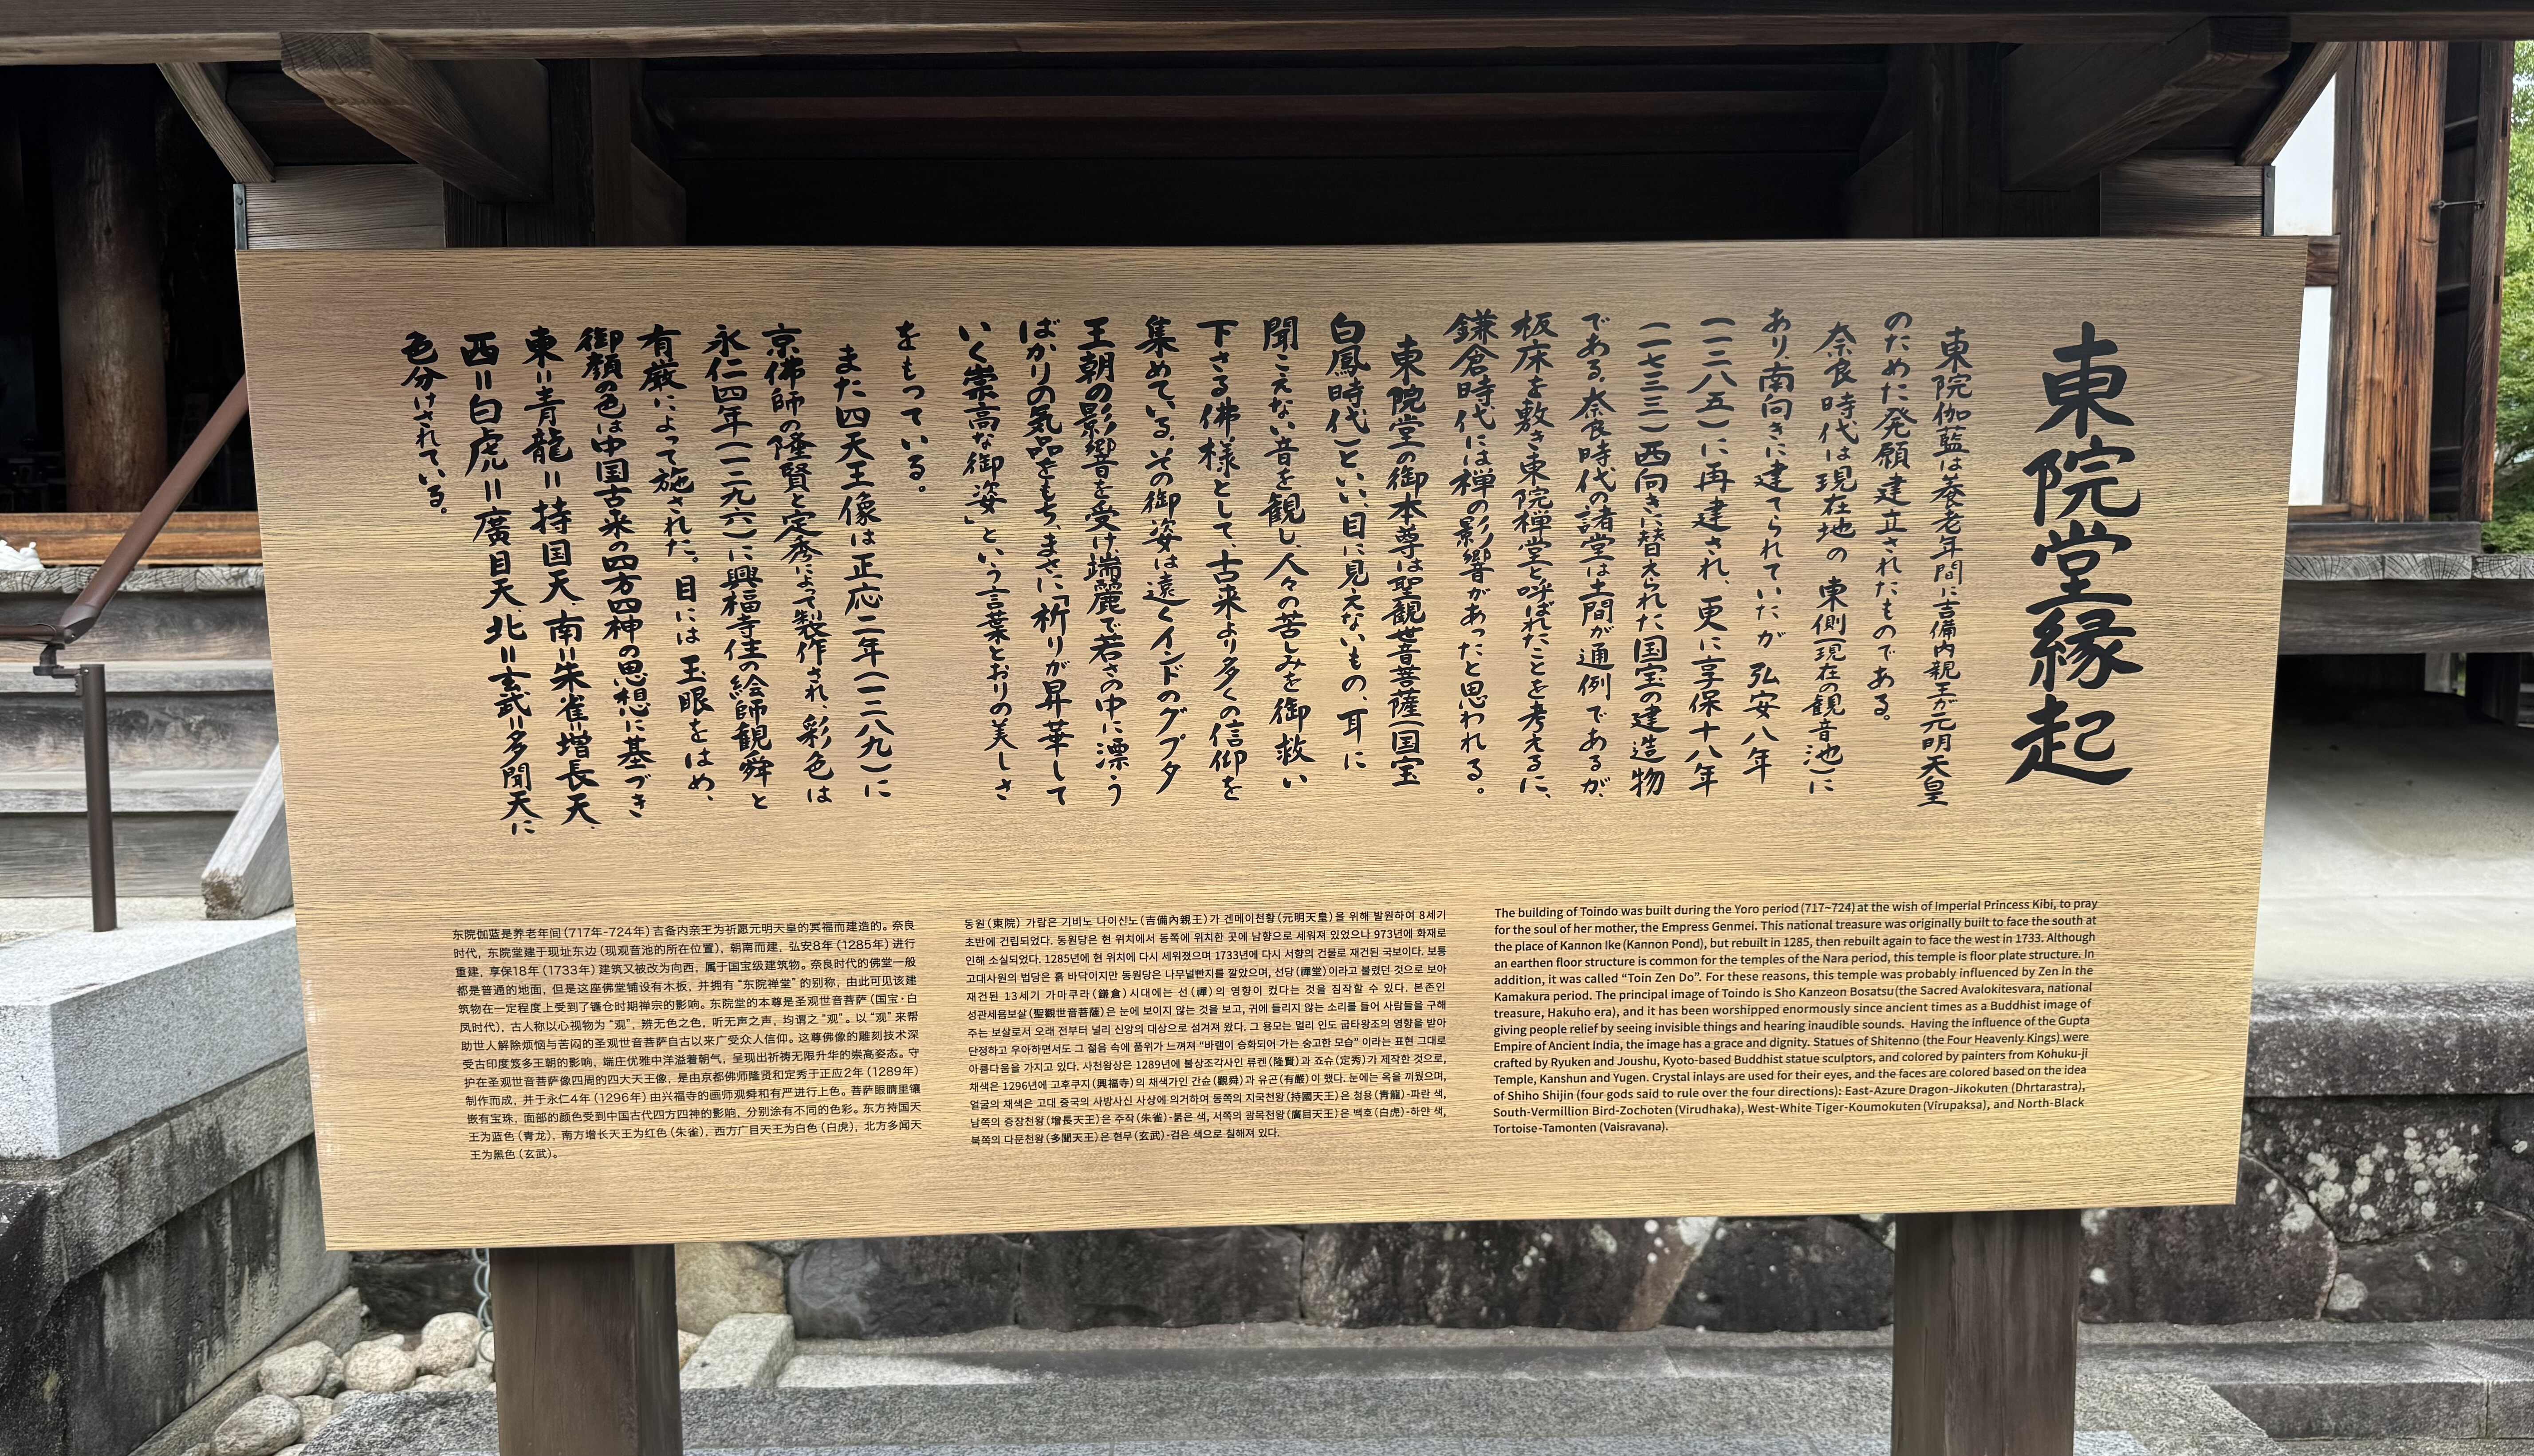 東院堂縁起
東院伽藍は養老年間に吉備内親王が元明天皇
のためた発願建立されたものである。
奈良時代は現在地の東側(現在の観音池)に
あり、南向きに建てられていたが弘安八年
(一二八五)に再建され、更に享保十八年
(一七三三)西向きに替えられた国宝の建造物
である。奈良時代の諸堂は土間が通例であるが、
板床を敷き東院禅堂と呼ばれたことを考えるに、
鎌倉時代には禅の影響があったと思われる。
東院堂の御本尊は聖観世音菩薩(国宝
白鳳時代)といい、目に見えないもの、耳に
聞こえない音を観し、人々の苦しみを御救い
下さる佛様として、古来より多くの信仰を
集めている。その御姿は遠くインドのグプタ
王朝の影響を受け、端麗で若さの中に漂う
ばかりの気品をもち、まさに「祈りが昇華して
いく崇高な御姿」という言葉とおりの美しさ
をもっている。
また四天王像は正応二年(一二八九)に
京佛師の隆賢と定秀によって製作され、彩色は
永仁四年(一二九六)に興福寺住の絵師観舜と
有厳によって施された。目には玉眼をはめ、
御顔の色は中国古来の四方四神の思想に基づき
東=青龍=持国天、南=朱雀=増長天、
西=白虎=廣目天、北=玄武=多聞天に
色分けされている。
东院伽蓝是养老年间(717年-724年)吉备内亲王为祈愿元明天皇的冥福而建造的。奈良
时代，东院堂建于现址东边(现观音池的所在位置)，朝南而建，弘安8年(1285年)进行
重建，享保18年(1733年)建筑又被改为向西，属于国宝级建筑物。奈良时代的佛堂一般
都是普通的地面，但是这座佛堂铺设有木板，并拥有“东院禅堂”的别称，由此可见该建
筑物在一定程度上受到了镰仓时期禅宗的影响。东院堂的本尊是圣观世音菩萨(国宝·白
凤时代)，古人称以心视物为“观”，辨无色之色，听无声之声，均谓之“观”。以“观”来帮
助世人解除烦恼与苦闷的圣观世音菩萨自古以来广受众人信仰。这尊佛像的雕刻技术深
受古印度笈多王朝的影响，端庄优雅中洋溢着朝气，呈现出祈祷无限升华的崇高姿态。守
护在圣观世音菩萨像四周的四大天王像，是由京都佛师隆贤和定秀于正应2年(1289年)
制作而成，并于永仁4年(1296年)由兴福寺的画师观舜和有严进行上色。菩萨眼睛里镶
嵌有宝珠，面部的颜色受到中国古代四方四神的影响，分别涂有不同的色彩。东方持国天
王为蓝色(青龙)，南方增长天王为红色(朱雀)，西方广目天王为白色(白虎)，北方多闻天
王为黑色(玄武)。
동원(東院) 가람은 기비노 나이신노(吉備內親王)가 겐메이천황(元明天皇)을 위해 발원하여 8세기
초반에 건립되었다. 동원당은 현 위치에서 동쪽에 위치한 곳에 남향으로 세워져 있었으나 973년에 화재로
인해 소실되었다. 1285년에 현 위치에 다시 세워졌으며 1733년에 다시 서향의 건물로 재건된 국보이다. 보통
고대사원의 법당은 흙 바닥이지만 동원당은 나무널빤지를 깔았으며, 선당(禪堂)이라고 불렸던 것으로 보아
재건된 13세기 가마쿠라(鎌倉)시대에는 선(禪)의 영향이 컸다는 것을 짐작할 수 있다. 본존인
성관세음보살(聖觀世音菩薩)은 눈에 보이지 않는 것을 보고, 귀에 들리지 않는 소리를 들어 사람들을 구해
주는 보살로서 오래 전부터 널리 신앙의 대상으로 섬겨져 왔다. 그 용모는 멀리 인도 굽타왕조의 영향을 받아
단정하고 우아하면서도 그 젊음 속에 품위가 느껴져 “바램이 승화되어 가는 숭고한 모습” 이라는 표현 그대로
아름다움을 가지고 있다. 사천왕상은 1289년에 불상조각사인 류켄(隆賢)과 죠슈(定秀)가 제작한 것으로,
채색은 1296년에 고후쿠지(興福寺)의 채색가인 간슌(觀舜)과 유곤(有嚴)이 했다. 눈에는 옥을 끼웠으며,
얼굴의 채색은 고대 중국의 사방사신 사상에 의거하여 동쪽의 지국천왕(持國天王)은 청용(青龍)-파란 색,
남쪽의 증장천왕(增長天王)은 주작(朱雀)-붉은 색, 서쪽의 광목천왕(廣目天王)은 백호(白虎)-하얀 색,
북쪽의 다문천왕(多聞天王)은 현무(玄武)-검은 색으로 칠해져 있다.
The building of Toindo was built during the Yoro period (717~724) at the wish of Imperial Princess Kibi, to pray
for the soul of her mother, the Empress Genmei. This national treasure was originally built to face the south at
the place of Kannon Ike (Kannon Pond), but rebuilt in 1285, then rebuilt again to face the west in 1733. Although
an earthen floor structure is common for the temples of the Nara period, this temple is floor plate structure. In
addition, it was called “Toin Zen Do”. For these reasons, this temple was probably influenced by Zen in the
Kamakura period. The principal image of Toindo is Sho Kanzeon Bosatsu (the Sacred Avalokitesvara, national
treasure, Hakuho era), and it has been worshipped enormously since ancient times as a Buddhist image of
giving people relief by seeing invisible things and hearing inaudible sounds. Having the influence of the Gupta
Empire of Ancient India, the image has a grace and dignity. Statues of Shitenno (the Four Heavenly Kings) were
crafted by Ryuken and Joushu, Kyoto-based Buddhist statue sculptors, and colored by painters from Kohuku-ji
Temple, Kanshun and Yugen. Crystal inlays are used for their eyes, and the faces are colored based on the idea
of Shiho Shijin (four gods said to rule over the four directions): East-Azure Dragon-Jikokuten (Dhrtarastra),
South-Vermillion Bird-Zochoten (Virudhaka), West-White Tiger-Koumokuten (Virupaksa), and North-Black
Tortoise-Tamonten (Vaisravana).